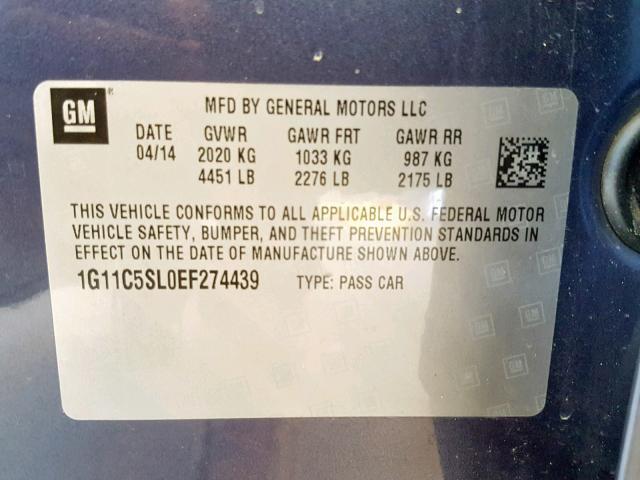 GM
MFD BY GENERAL MOTORS LLC
DATE GVWR GAWR FRT GAWR RR
04/14 2020 KG 1033 KG 987 KG
4451 LB 2276 LB 2175 LB
THIS VEHICLE CONFORMS TO ALL APPLICABLE U.S. FEDERAL MOTOR
VEHICLE SAFETY, BUMPER, AND THEFT PREVENTION STANDARDS IN
EFFECT ON THE DATE OF MANUFACTURE SHOWN ABOVE.
1G11C5SL0EF274439 TYPE: PASS CAR